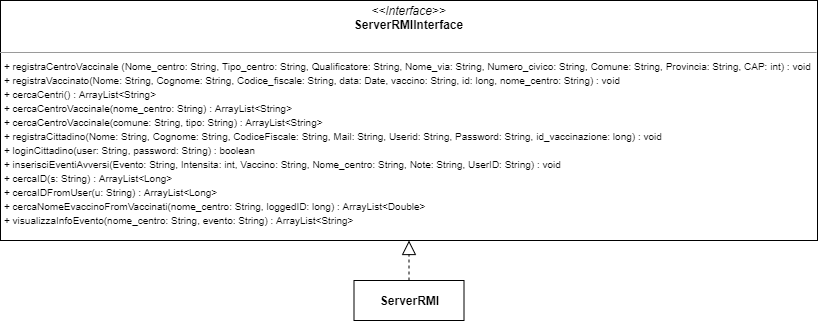 <<Interface>>
ServerRMIInterface
+ registraCentroVaccinale (Nome_centro: String, Tipo_centro: String, Qualificatore: String, Nome_via: String, Numero_civico: String, Comune: String, Provincia: String, CAP: int) : void
+ registraVaccinato(Nome: String, Cognome: String, Codice_fiscale: String, data: Date, vaccino: String, id: long, nome_centro: String) : void
+ cercaCentri() : ArrayList<String>
+ cercaCentroVaccinale(nome_centro: String) : ArrayList<String>
+ cercaCentroVaccinale(comune: String, tipo: String) : ArrayList<String>
+ registraCittadino(Nome: String, Cognome: String, CodiceFiscale: String, Mail: String, Userid: String, Password: String, id_vaccinazione: long) : void
+ loginCittadino(user: String, password: String) : boolean
+ inserisciEventiAvversi(Evento: String, Intensita: int, Vaccino: String, Nome_centro: String, Note: String, UserID: String) : void
+ cercaID(s: String) : ArrayList<Long>
+ cercaIDFromUser(u: String) : ArrayList<Long>
+ cercaNomeEvaccinoFromVaccinati(nome_centro: String, loggedID: long) : ArrayList<Double>
+ visualizzaInfoEvento(nome_centro: String, evento: String) : ArrayList<String>
ServerRMI